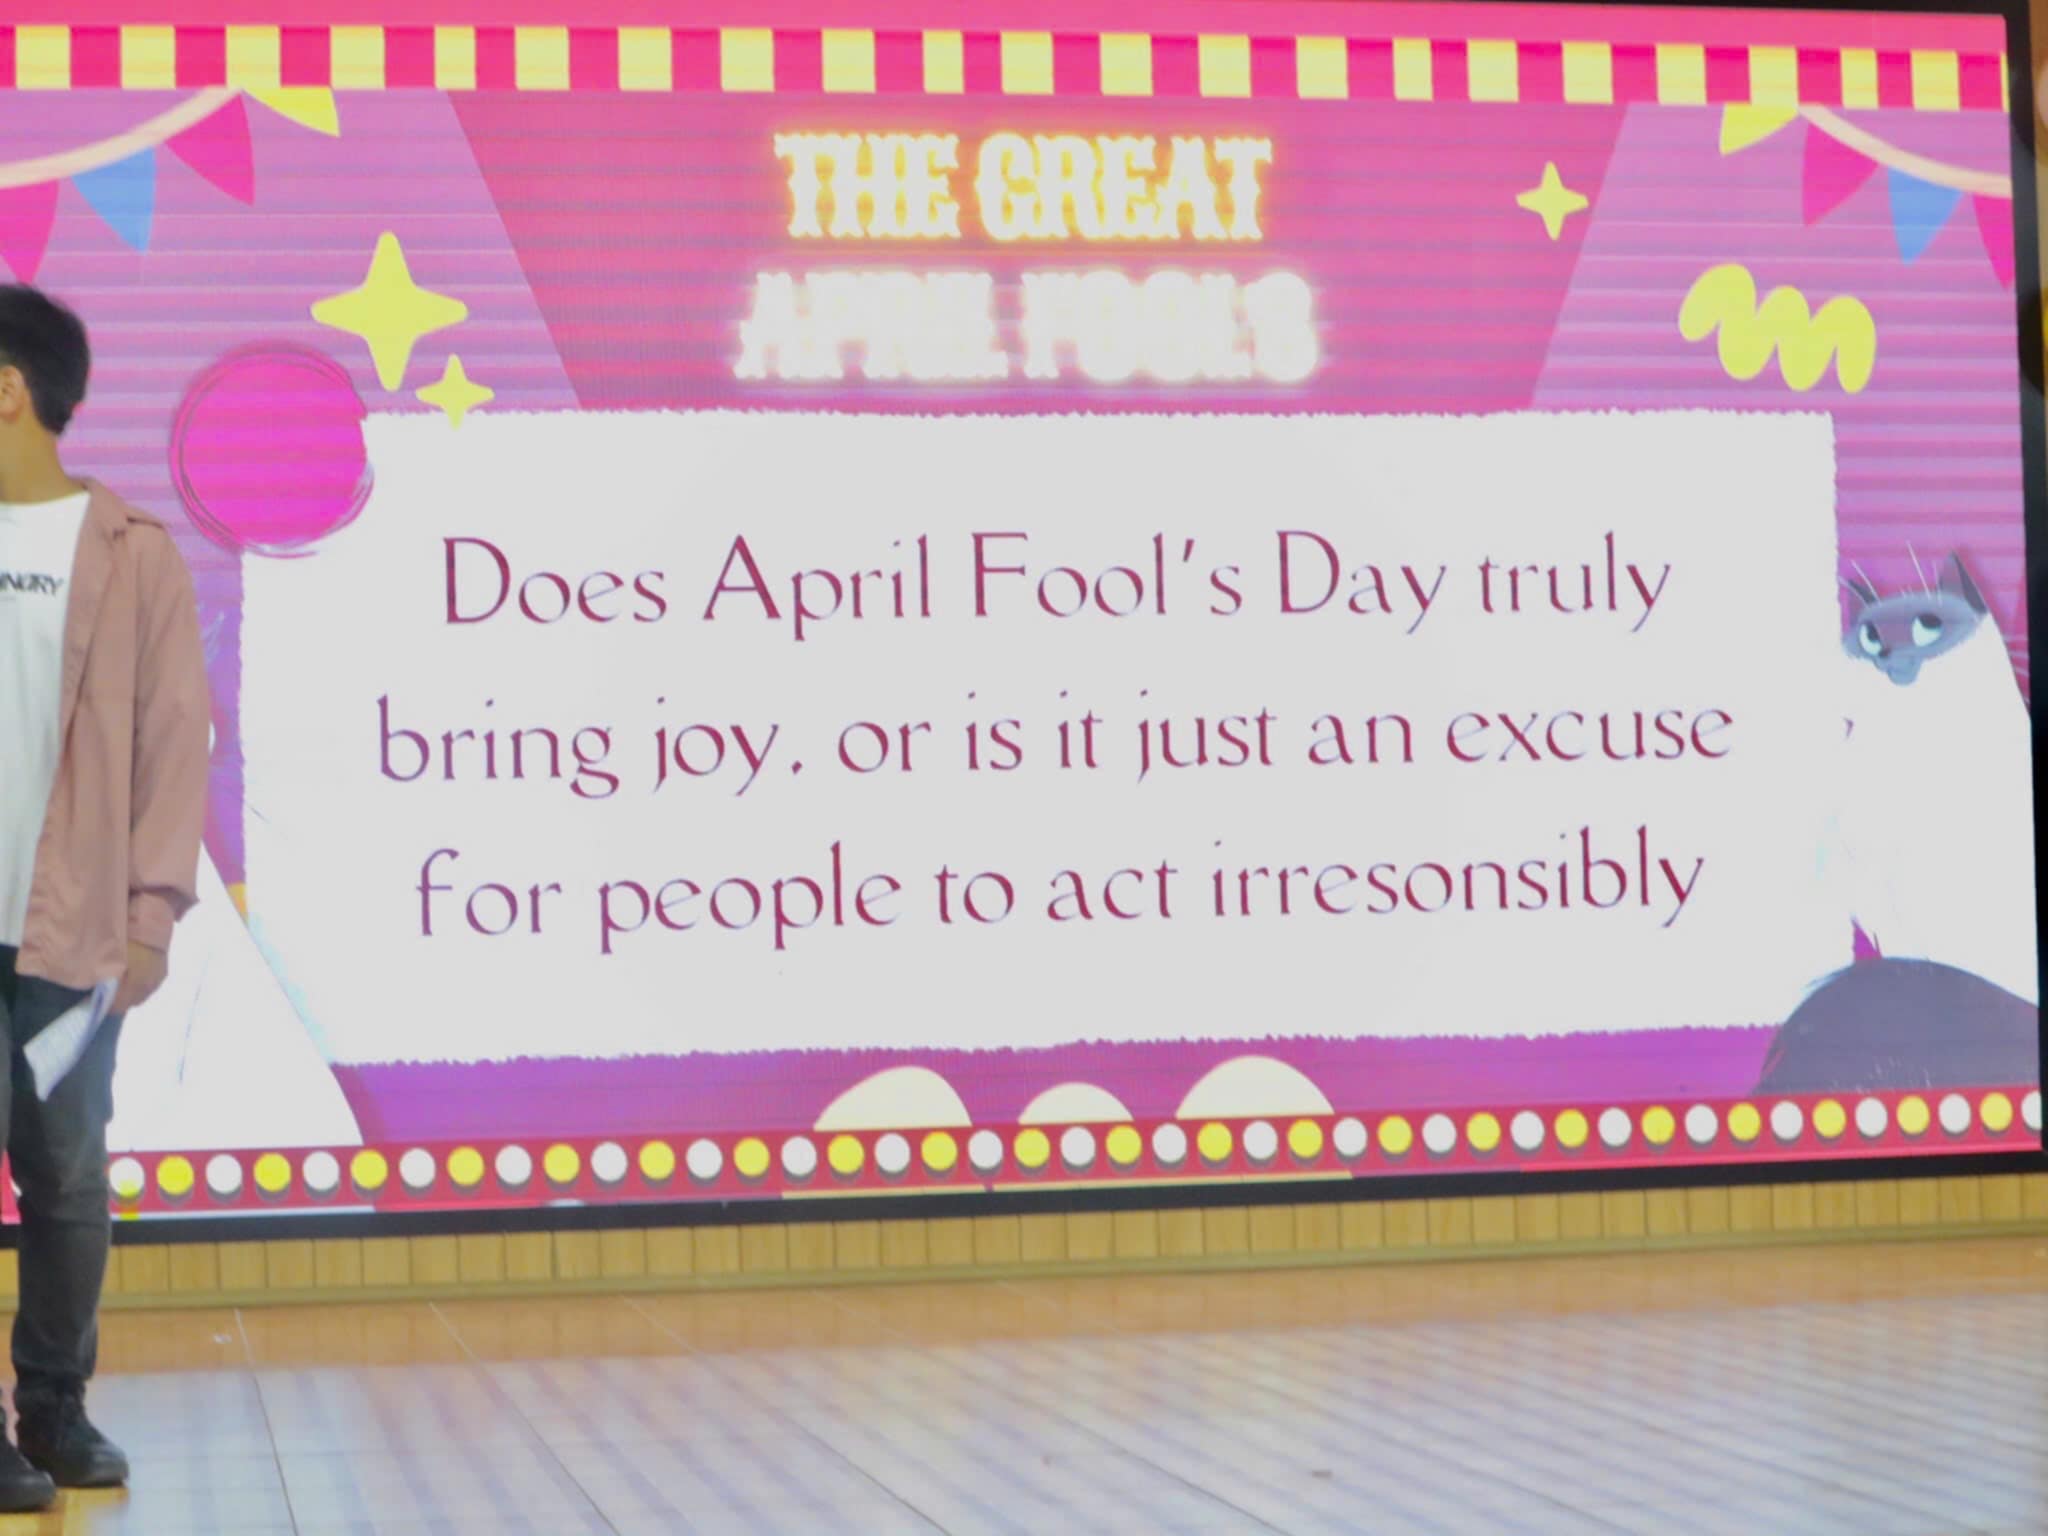 THE GREAT
APRIL FOOL'S
Does April Fool's Day truly
bring joy, or is it just an excuse
for people to act irresonsibly